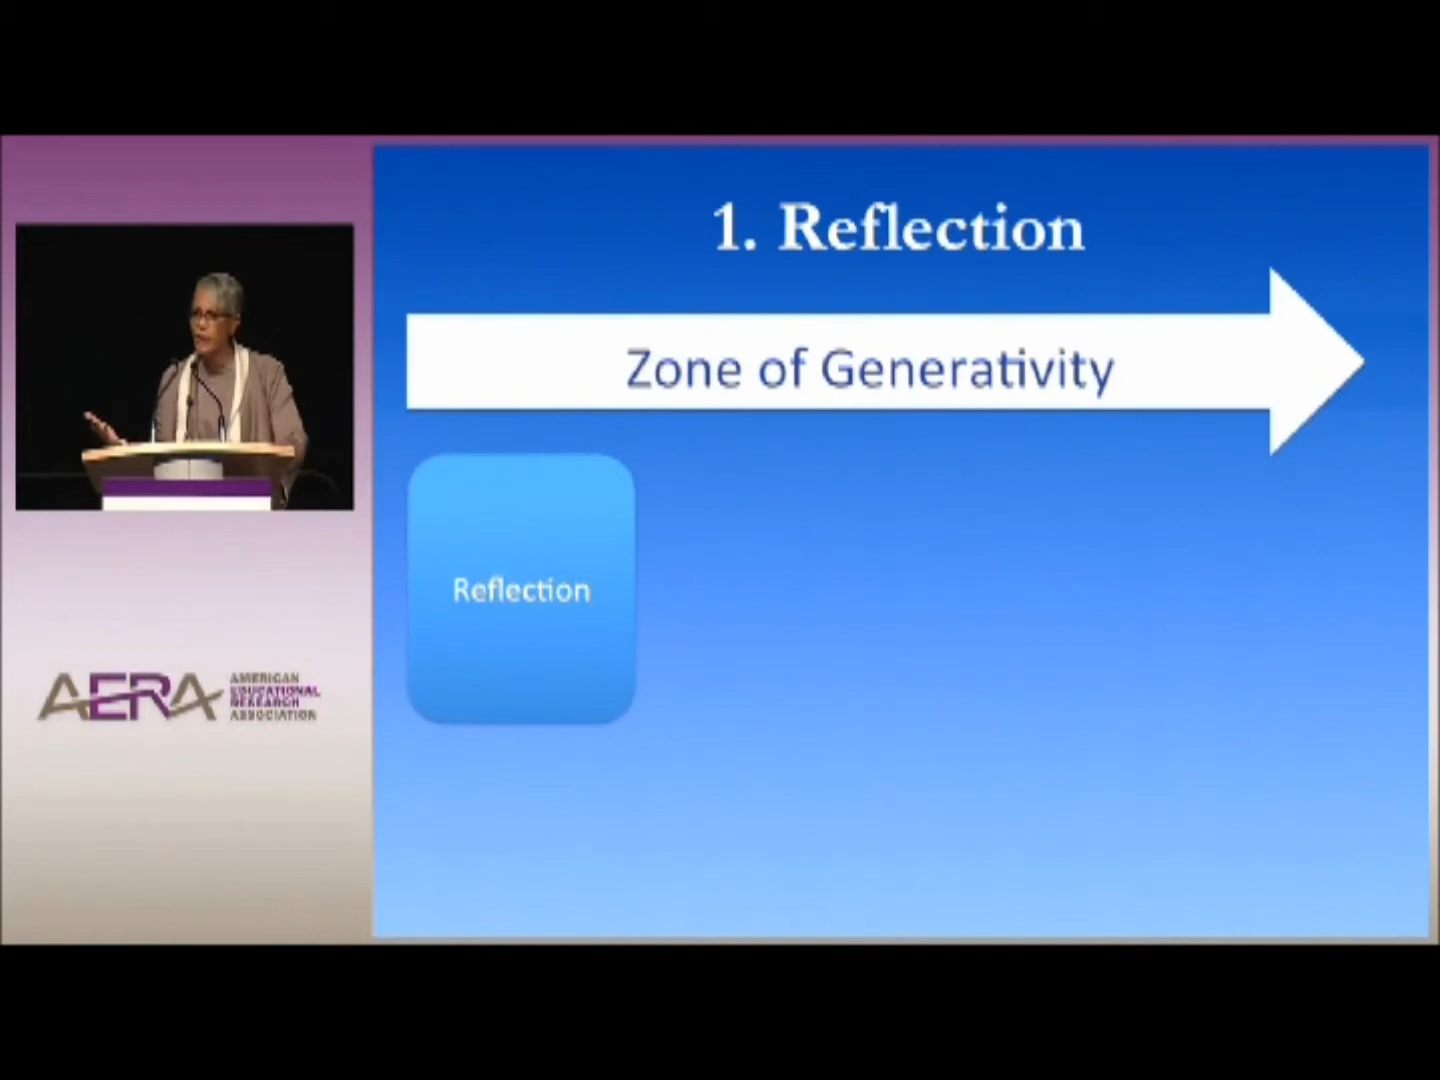 1. Reflection
Zone of Generativity
Reflection
AERA
AMERICAN
EDUCATIONAL
RESEARCH
ASSOCIATION